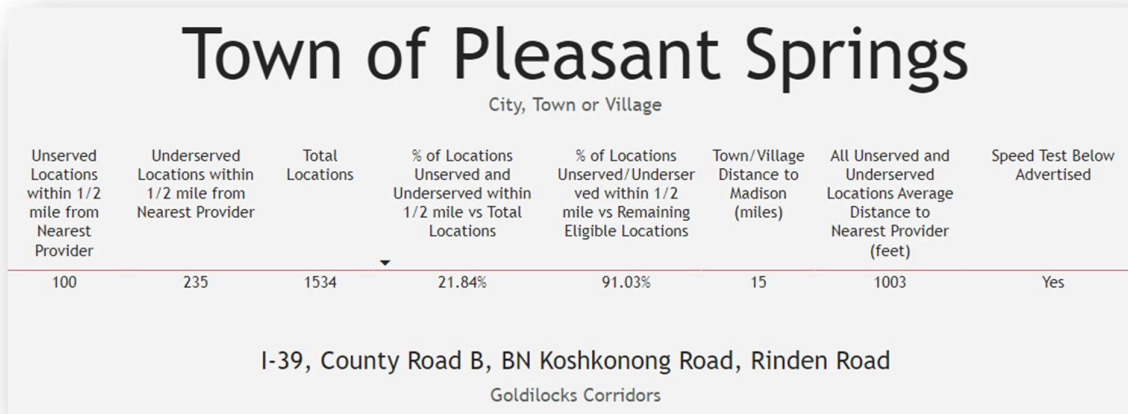 Town of Pleasant Springs
City, Town or Village
Unserved
Locations
within 1/2
mile from
Nearest
Provider
Underserved
Locations within
1/2 mile from
Nearest Provider
Total
Locations
% of Locations
Unserved and
Underserved within
1/2 mile vs Total
Locations
% of Locations
Unserved/Underser
ved within 1/2
mile vs Remaining
Eligible Locations
Town/Village
Distance to
Madison
(miles)
All Unserved and
Underserved
Locations Average
Distance to
Nearest Provider
(feet)
Speed Test Below
Advertised
100 235 1534 21.84% 91.03% 15 1003 Yes
I-39, County Road B, BN Koshkonong Road, Rinden Road
Goldilocks Corridors